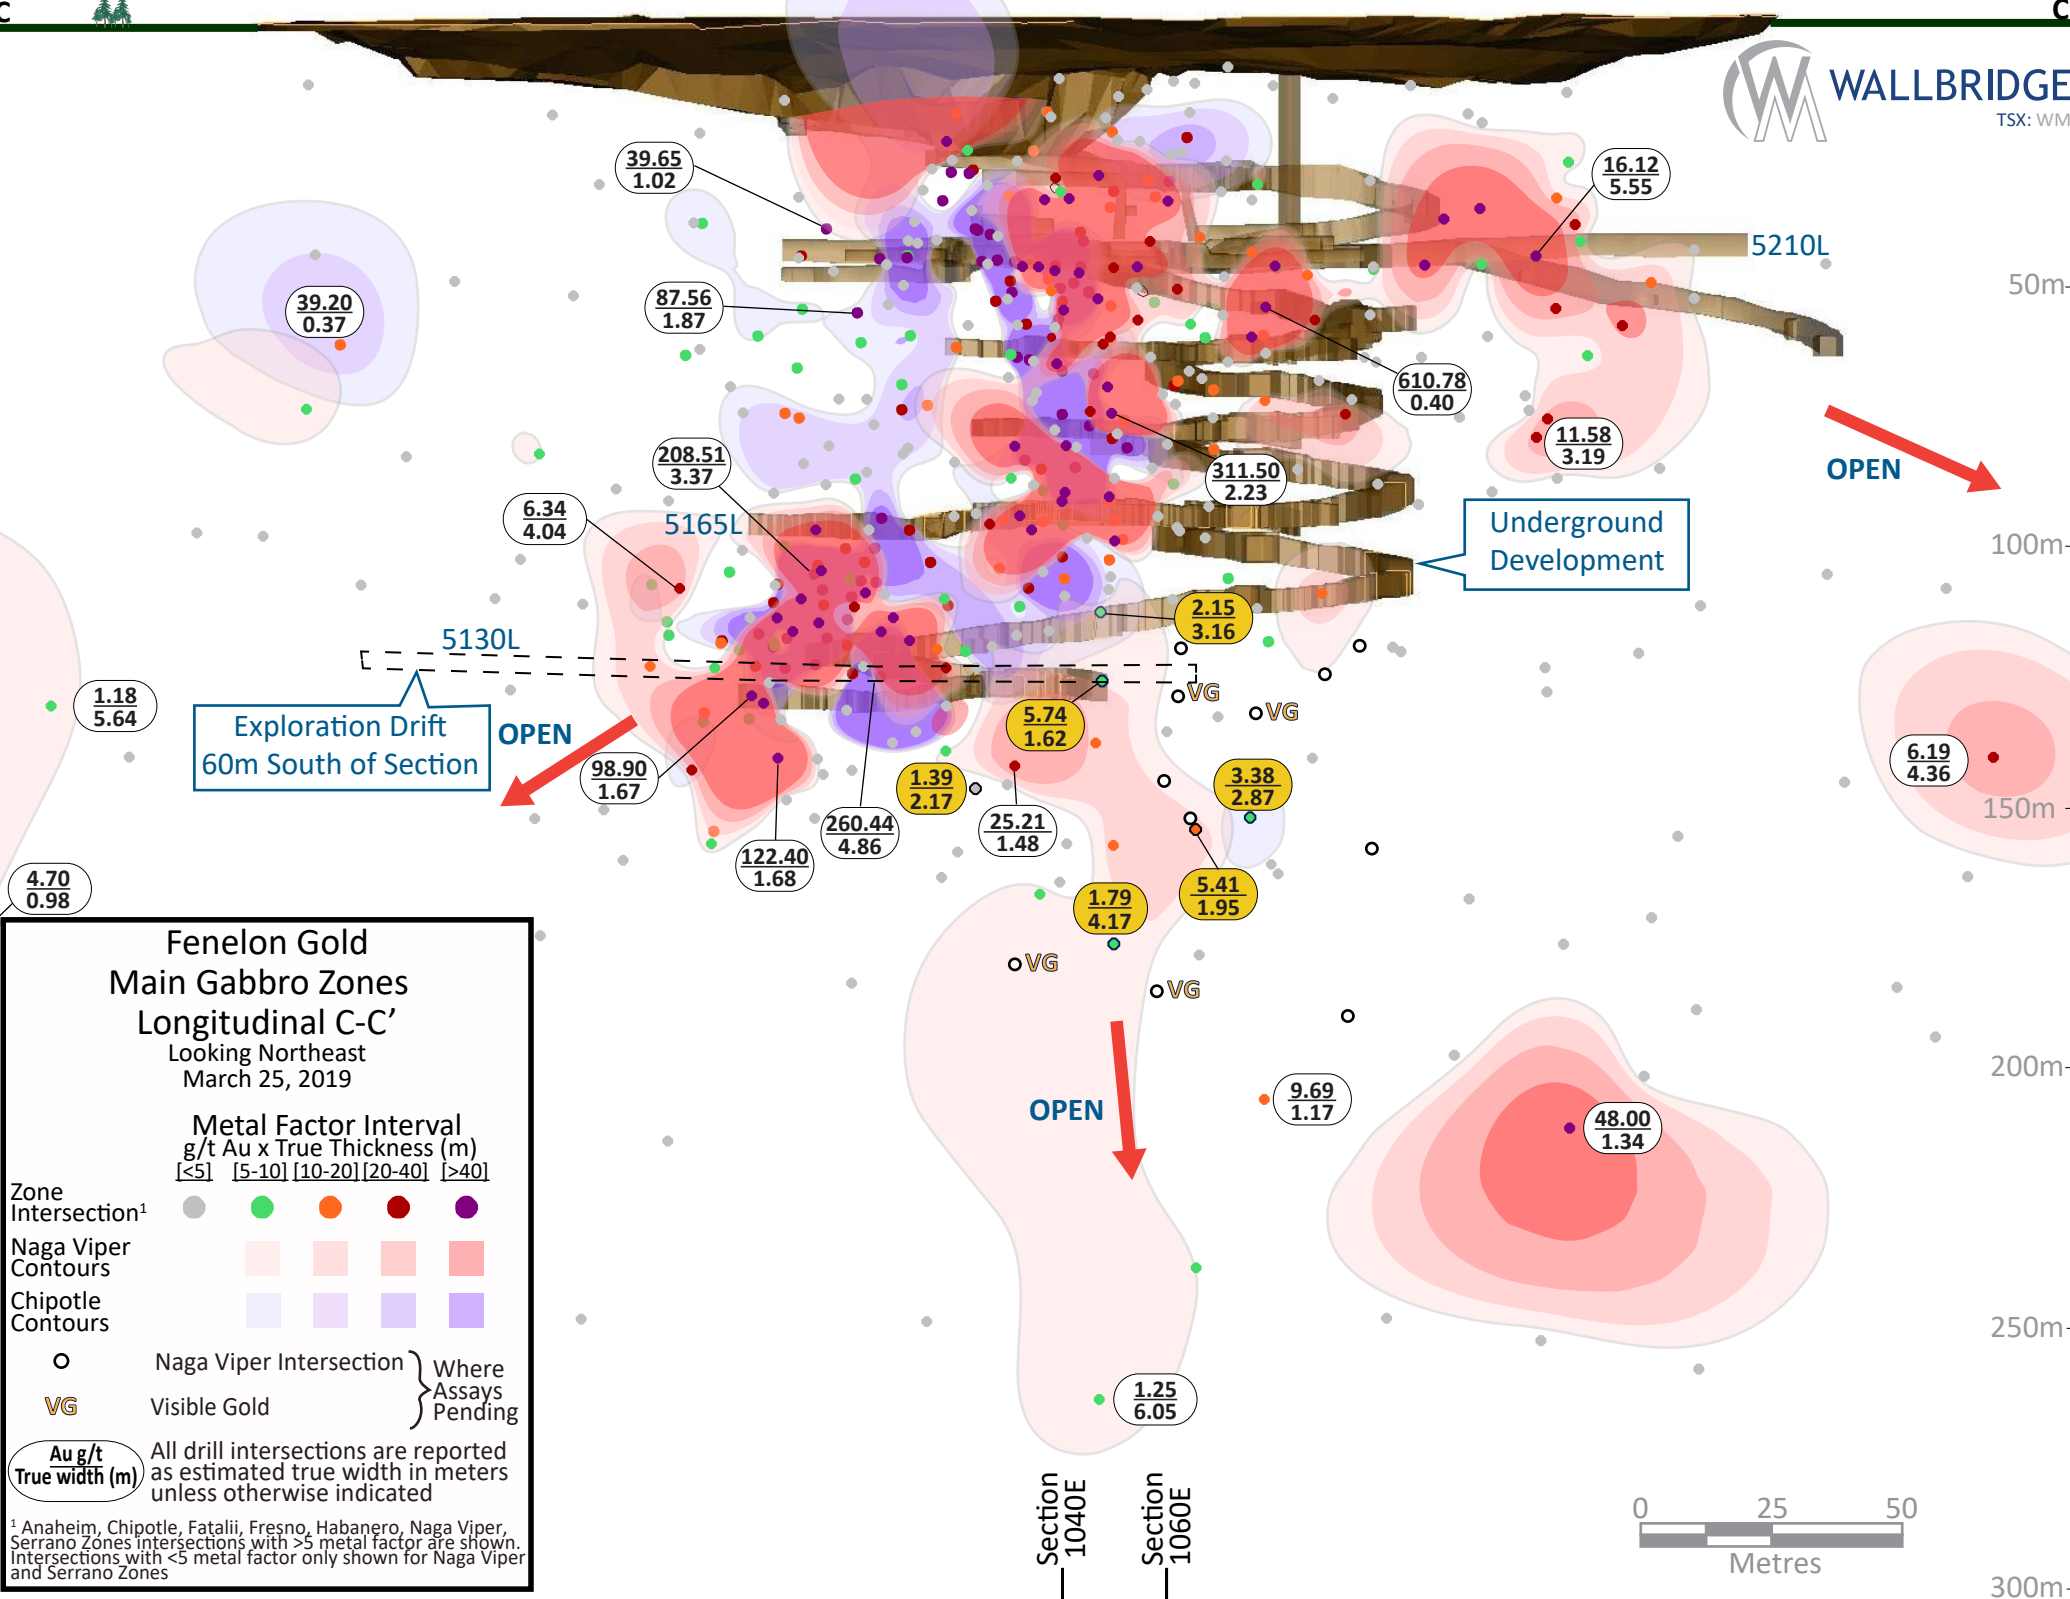 C
C
WALLBRIDGE
TSX: WM
39.65
1.02
16.12
5.55
5210L
50m
39.20
0.37
87.56
1.87
610.78
0.40
11.58
3.19
OPEN
208.51
3.37
311.50
2.23
6.34
4.04
5165L
Underground
Development
100m
2.15
3.16
5130L
VG
VG
1.18
5.64
Exploration Drift
60m South of Section
OPEN
5.74
1.62
6.19
4.36
98.90
1.67
1.39
2.17
3.38
2.87
150m
260.44
4.86
25.21
1.48
122.40
1.68
4.70
0.98
5.41
1.95
1.79
4.17
VG
VG
200m
OPEN
9.69
1.17
48.00
1.34
250m
1.25
6.05
Fenelon Gold
Main Gabbro Zones
Longitudinal C-C’
Looking Northeast
March 25, 2019
Metal Factor Interval
g/t Au x True Thickness (m)
[<5] [5-10] [10-20] [20-40] [>40]
Zone
Intersection1
Naga Viper
Contours
Chipotle
Contours
Naga Viper Intersection
VG Visible Gold
Where
Assays
Pending
Au g/t
True width (m)
All drill intersections are reported
as estimated true width in meters
unless otherwise indicated
1 Anaheim, Chipotle, Fatalii, Fresno, Habanero, Naga Viper,
Serrano Zones intersections with >5 metal factor are shown.
Intersections with <5 metal factor only shown for Naga Viper
and Serrano Zones
Section
1040E
Section
1060E
0 25 50
Metres
300m